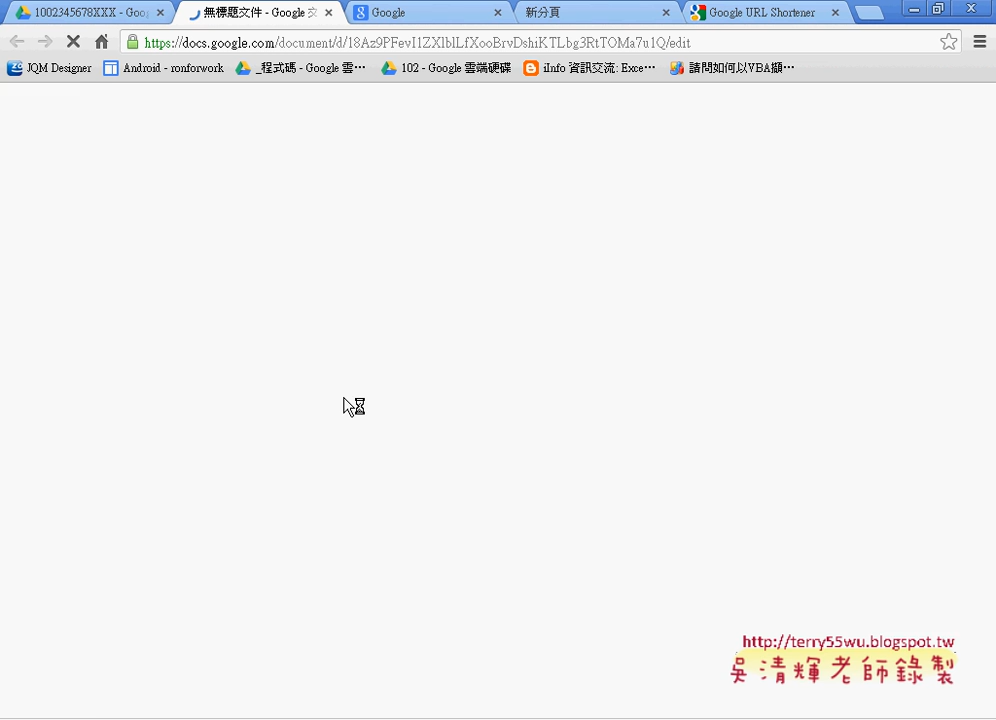 1002345678XXX - Goo
無標題文件 - Google 文
Google
新分頁
Google URL Shortener
https://docs.google.com/document/d/18Az9PFevI1ZXlblLfXooBrvDshiKTLbg3RtTOMa7u1Q/edit
JQM Designer
Android - ronforwork
_程式碼 - Google 雲…
102 - Google 雲端硬碟
iInfo 資訊交流: Exce…
請問如何以VBA擷…
http://terry55wu.blogspot.tw
吳清輝老師錄製